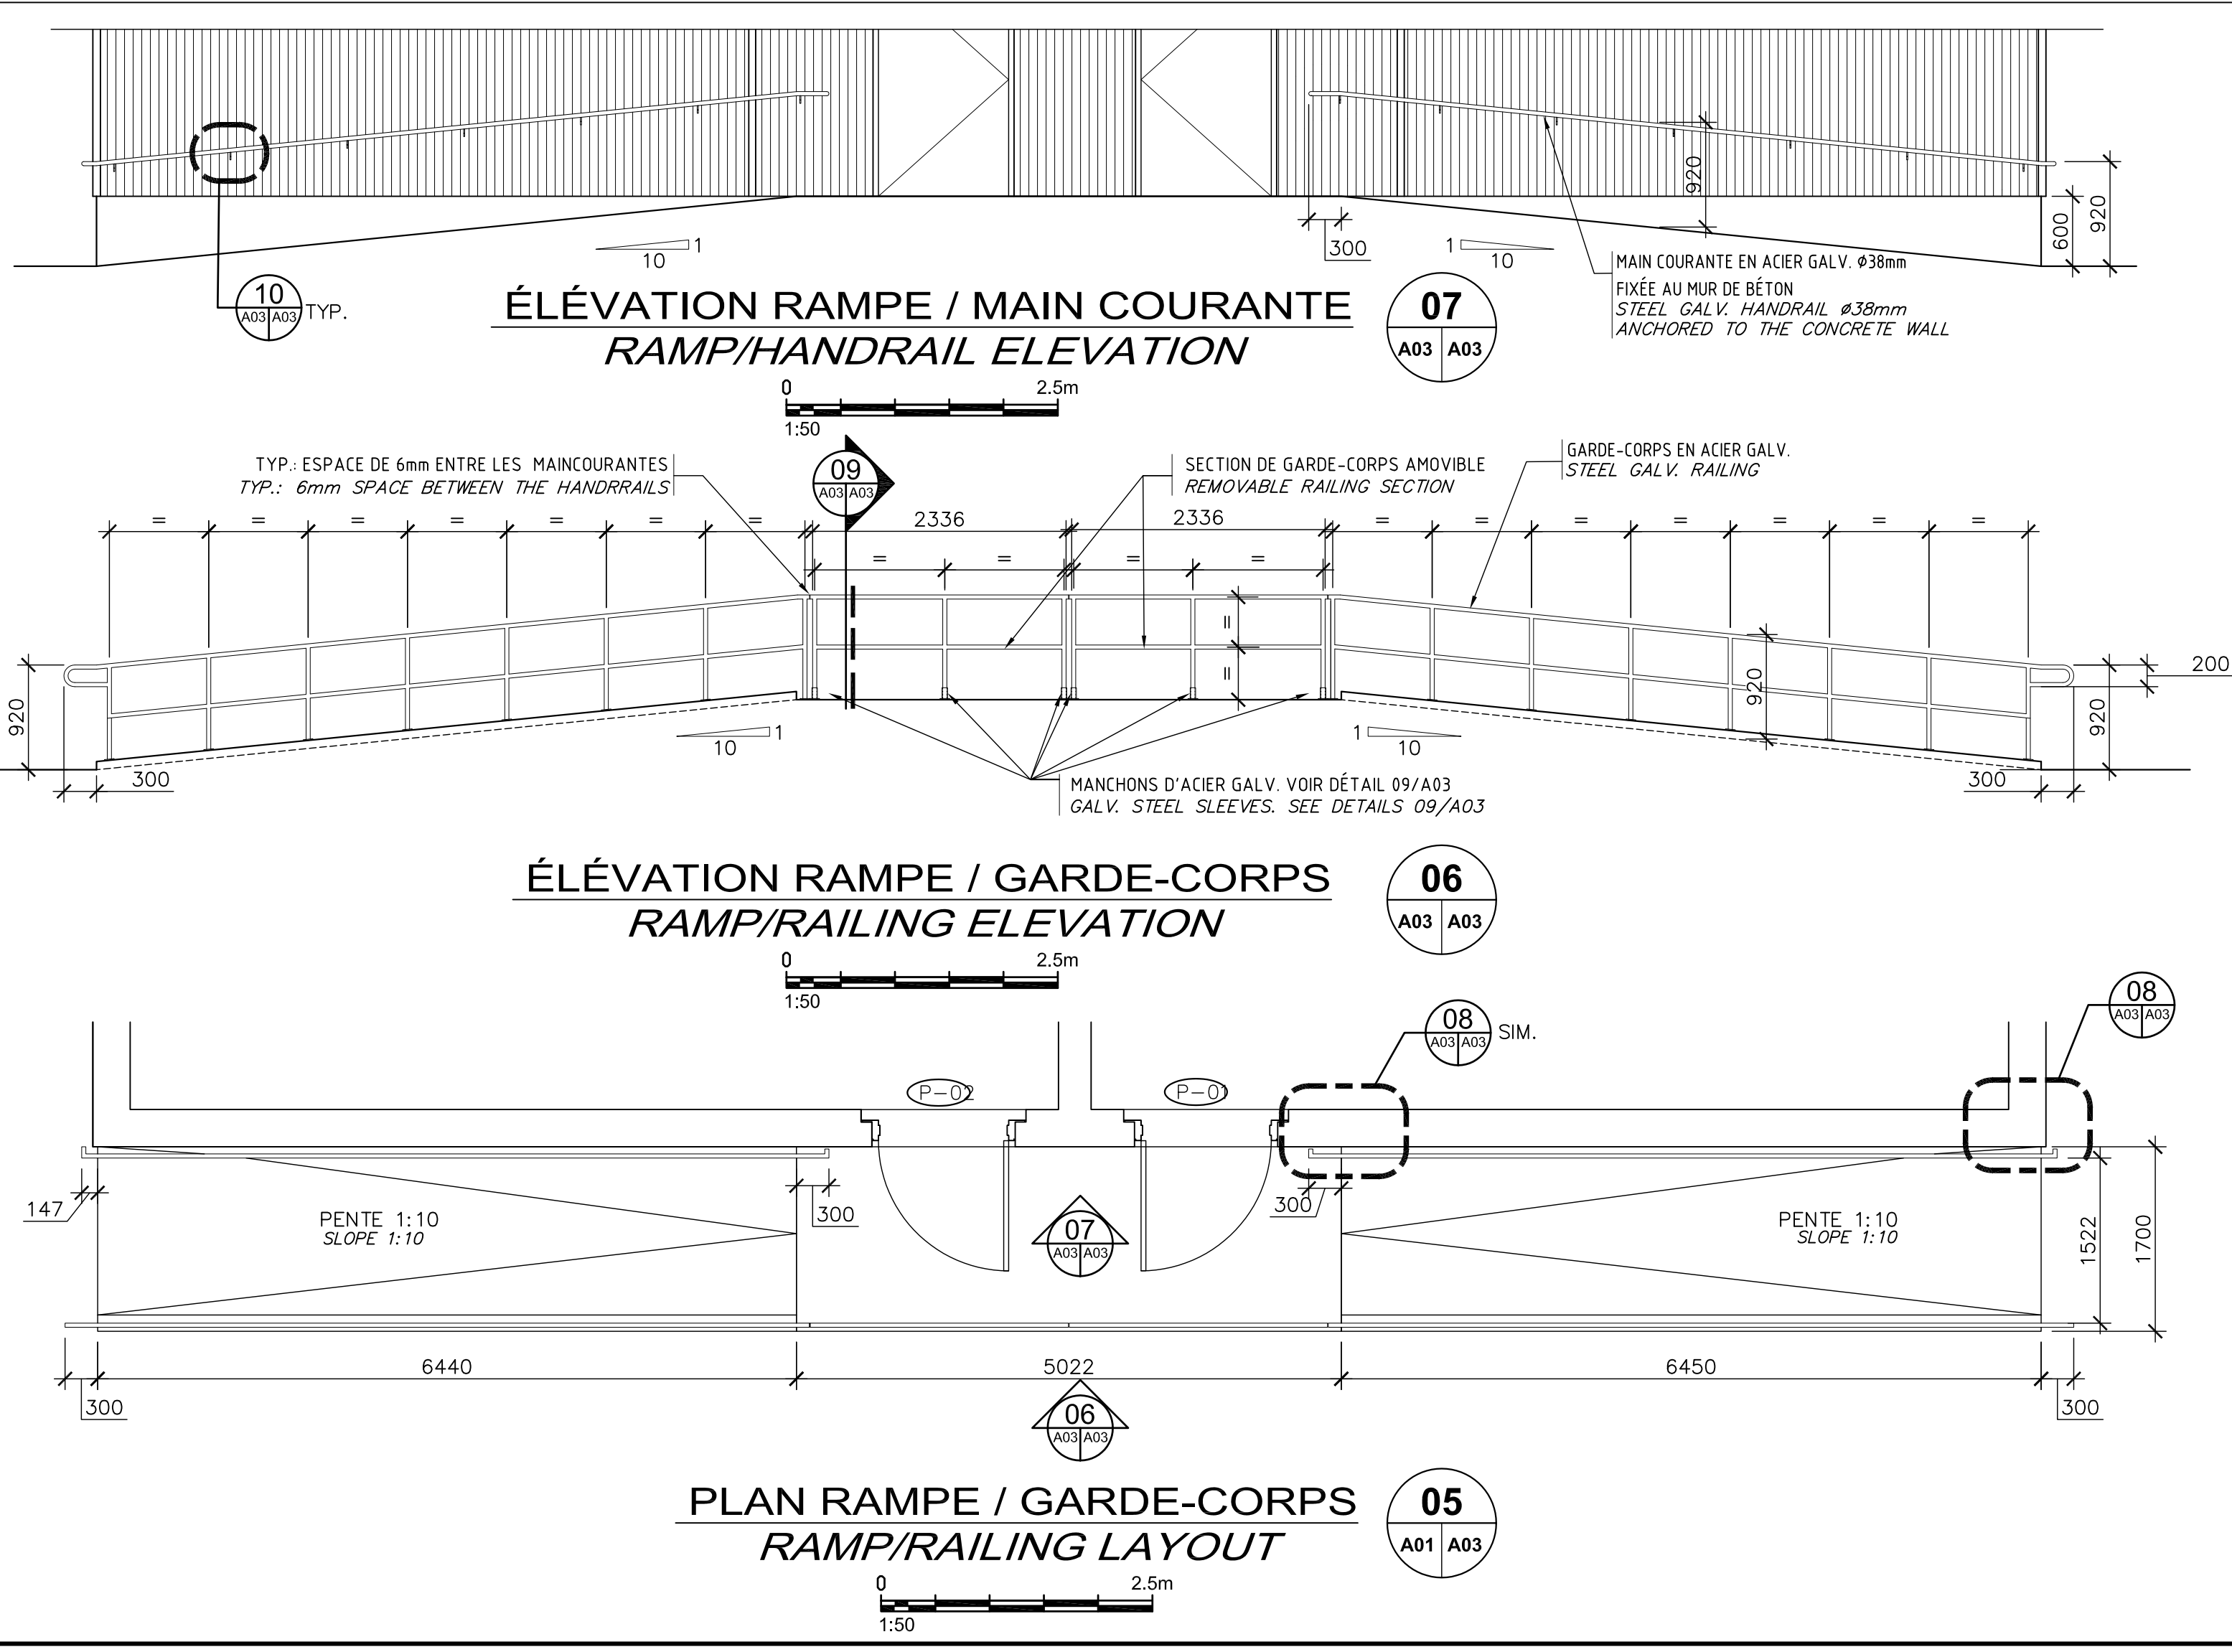 920
920
600
300
1
10
1
10
10
A03 A03
TYP.
MAIN COURANTE EN ACIER GALV. Ø38mm
FIXÉE AU MUR DE BÉTON
STEEL GALV. HANDRAIL Ø38mm
ANCHORED TO THE CONCRETE WALL
ÉLÉVATION RAMPE / MAIN COURANTE
RAMP/HANDRAIL ELEVATION
07
A03 A03
0 2.5m
1:50
TYP.: ESPACE DE 6mm ENTRE LES MAINCOURANTES
TYP.: 6mm SPACE BETWEEN THE HANDRRAILS
09
A03 A03
SECTION DE GARDE-CORPS AMOVIBLE
REMOVABLE RAILING SECTION
GARDE-CORPS EN ACIER GALV.
STEEL GALV. RAILING
= = = = = = = 2336 2336 = = = = = = =
= = = =
=
=
920
300
1
10
1
10
920
200
920
300
MANCHONS D'ACIER GALV. VOIR DÉTAIL 09/A03
GALV. STEEL SLEEVES. SEE DETAILS 09/A03
ÉLÉVATION RAMPE / GARDE-CORPS
RAMP/RAILING ELEVATION
06
A03 A03
0 2.5m
1:50
08
A03 A03
SIM.
08
A03 A03
P-02
P-01
147
300
300
PENTE 1:10
SLOPE 1:10
07
A03 A03
PENTE 1:10
SLOPE 1:10
1522
1700
6440 5022 6450
300
300
06
A03 A03
PLAN RAMPE / GARDE-CORPS
RAMP/RAILING LAYOUT
05
A01 A03
0 2.5m
1:50